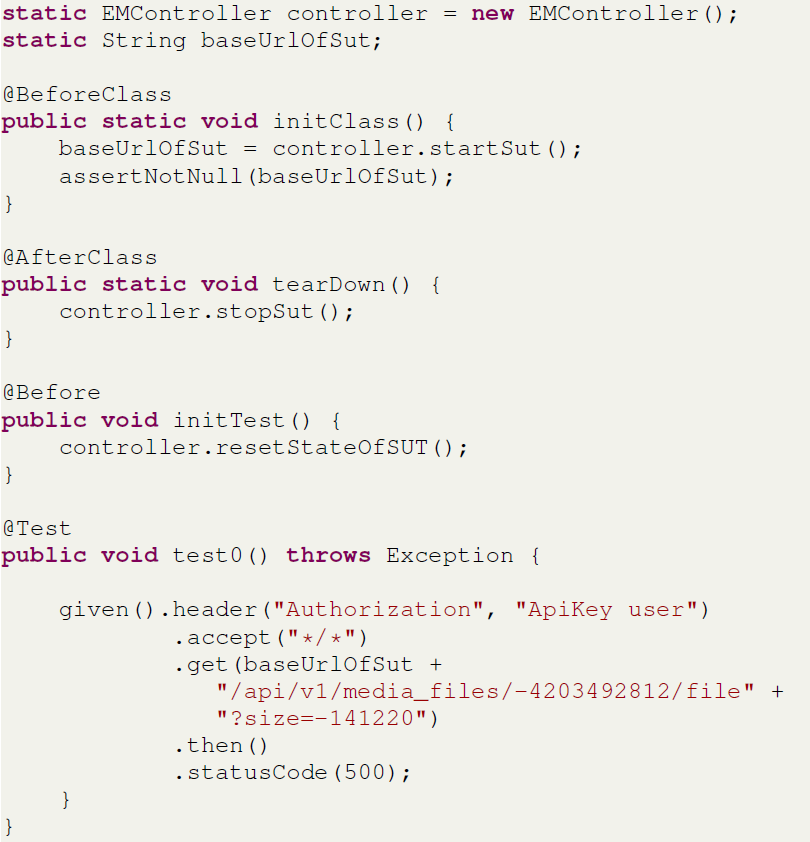 static EMController controller = new EMController();
static String baseUrlOfSut;

@BeforeClass
public static void initClass() {
    baseUrlOfSut = controller.startSut();
    assertNotNull(baseUrlOfSut);
}

@AfterClass
public static void tearDown() {
    controller.stopSut();
}

@Before
public void initTest() {
    controller.resetStateOfSUT();
}

@Test
public void test0() throws Exception {

    given().header("Authorization", "ApiKey user")
            .accept("*/*")
            .get(baseUrlOfSut +
               "/api/v1/media_files/-4203492812/file" +
               "?size=-141220")
            .then()
            .statusCode(500);
    }
}